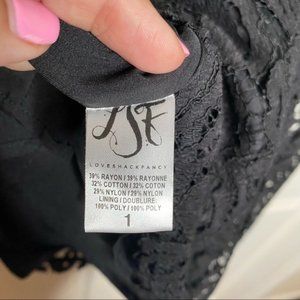 LSF
LOVESHACKFANCY
39% RAYON / 39% RAYONNE
32% COTTON / 32% COTON
29% NYLON / 29% NYLON
LINING / DOUBLURE:
100% POLY / 100% POLY
1